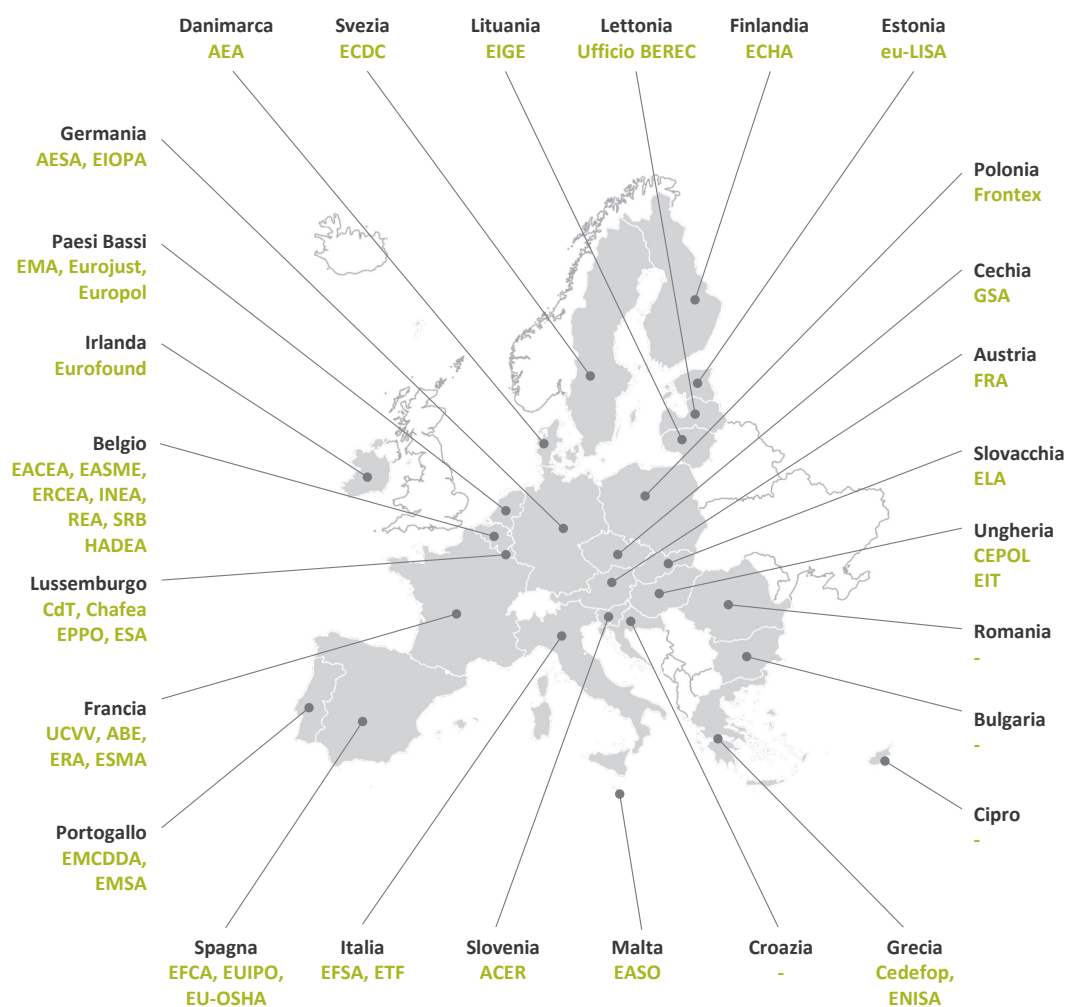 Danimarca
AEA
Svezia
ECDC
Lituania
EIGE
Lettonia
Ufficio BEREC
Finlandia
ECHA
Estonia
eu-LISA
Germania
AESA, EIOPA
Paesi Bassi
EMA, Eurojust,
Europol
Irlanda
Eurofound
Belgio
EACEA, EASME,
ERCEA, INEA,
REA, SRB
HADEA
Lussemburgo
CdT, Chafea
EPPO, ESA
Francia
UCVV, ABE,
ERA, ESMA
Portogallo
EMCDDA,
EMSA
Polonia
Frontex
Cechia
GSA
Austria
FRA
Slovacchia
ELA
Ungheria
CEPOL
EIT
Romania
-
Bulgaria
-
Cipro
-
Spagna
EFCA, EUIPO,
EU-OSHA
Italia
EFSA, ETF
Slovenia
ACER
Malta
EASO
Croazia
-
Grecia
Cedefop,
ENISA